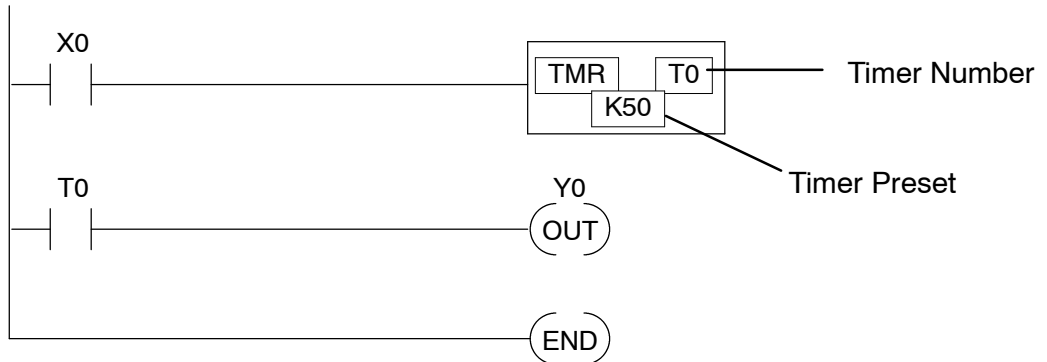 X0
TMR T0 Timer Number
K50
Timer Preset
T0 Y0
OUT
END